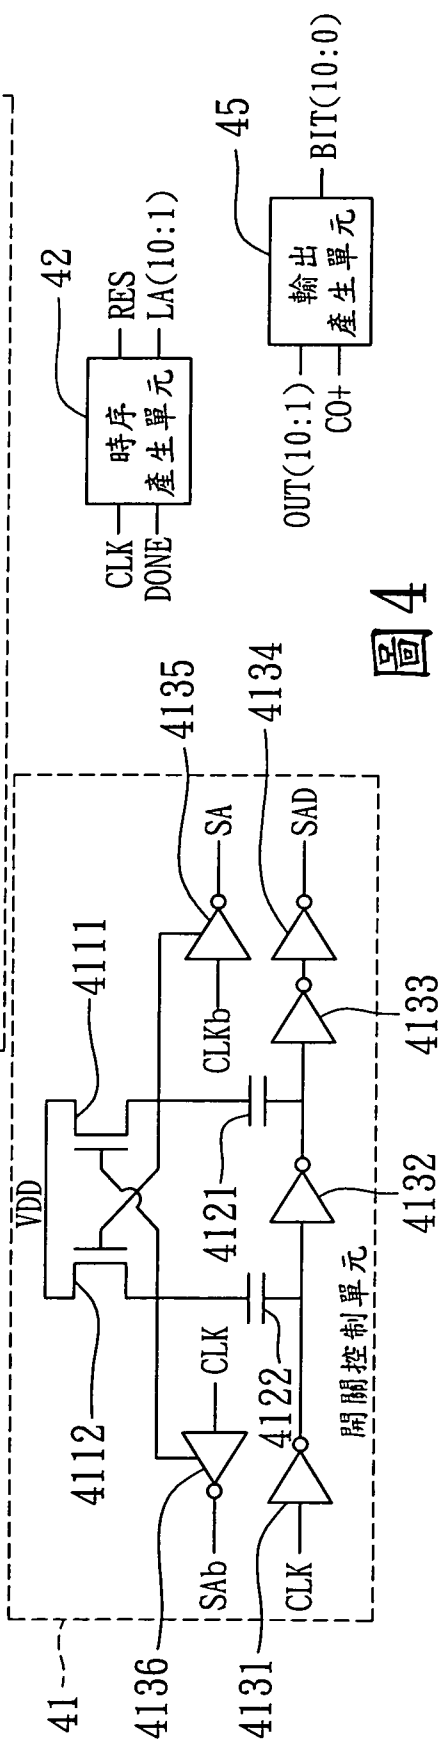 41
VDD
4112
4111
4136
SAb
CLK
4122
4121
CLKb
SA
4135
4131
CLK
4132
4133
SAD
4134
開關控制單元
42
CLK
DONE
時序
產生單元
RES
LA(10:1)
45
OUT(10:1)
CO+
輸出
產生單元
BIT(10:0)
圖4